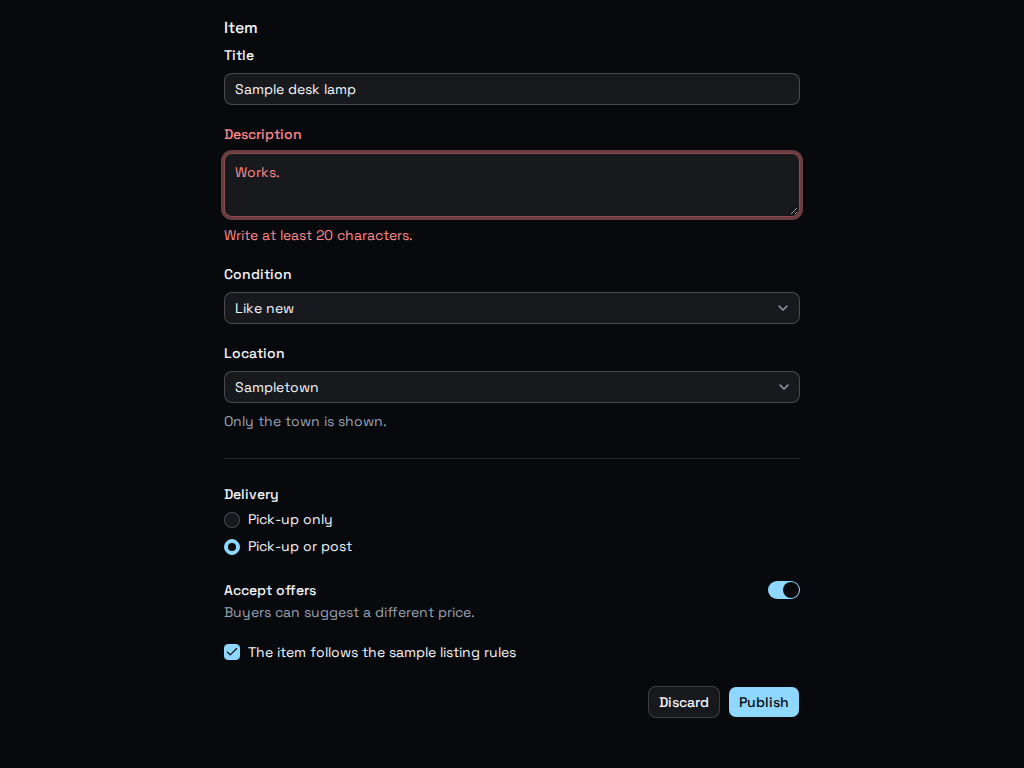 Item
Title
Sample desk lamp
Description
Works.
Write at least 20 characters.
Condition
Like new
Location
Sampletown
Only the town is shown.
Delivery
Pick-up only
Pick-up or post
Accept offers
Buyers can suggest a different price.
The item follows the sample listing rules
Discard
Publish